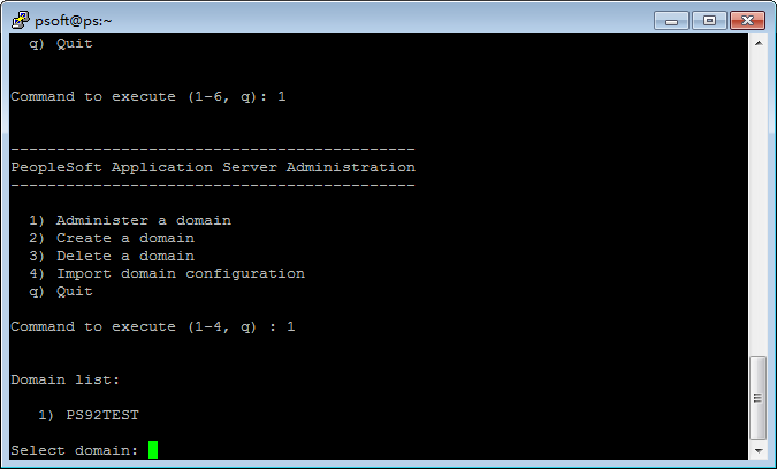 psoft@ps:~
q) Quit
Command to execute (1-6, q): 1
--------------------------------------------
PeopleSoft Application Server Administration
--------------------------------------------
1) Administer a domain
2) Create a domain
3) Delete a domain
4) Import domain configuration
q) Quit
Command to execute (1-4, q) : 1
Domain list:
1) PS92TEST
Select domain: